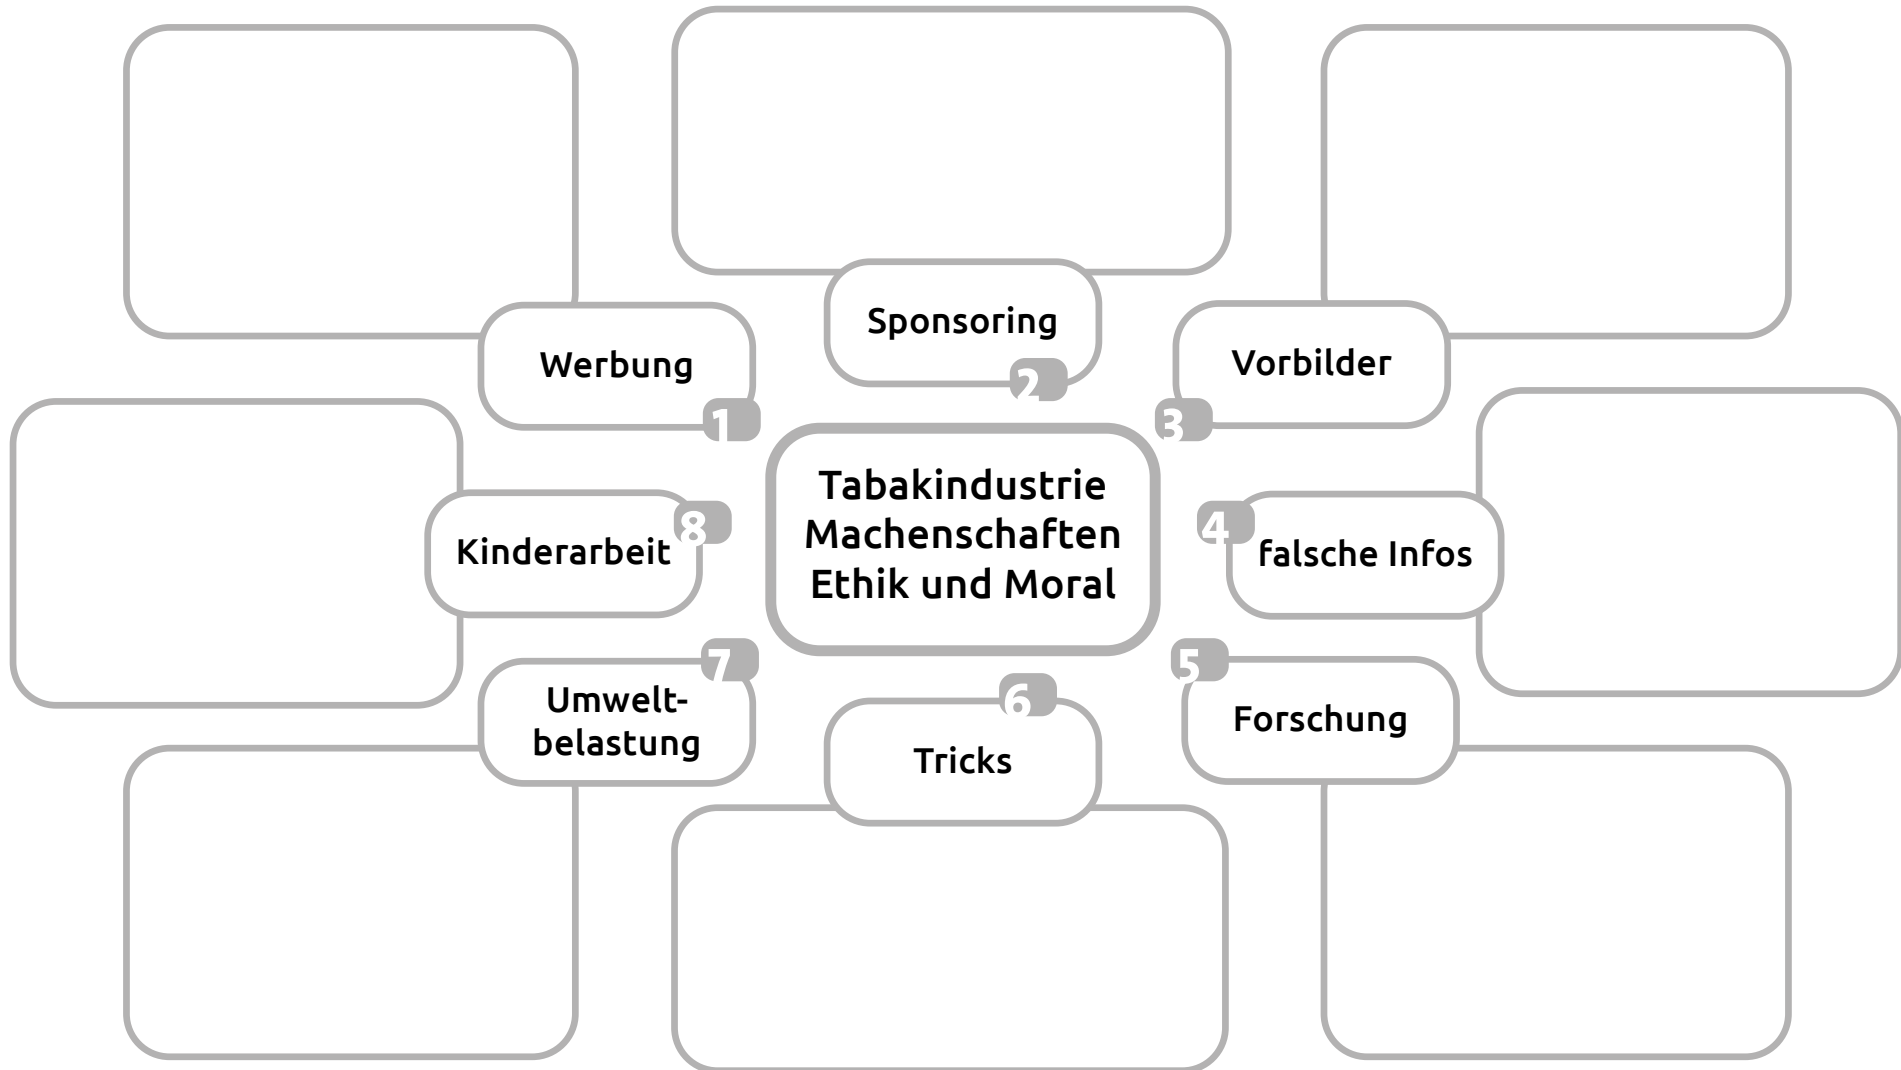 Werbung
1
Sponsoring
2
Vorbilder
3
Tabakindustrie
Machenschaften
Ethik und Moral
falsche Infos
4
Forschung
5
Tricks
6
Umwelt-
belastung
7
Kinderarbeit
8